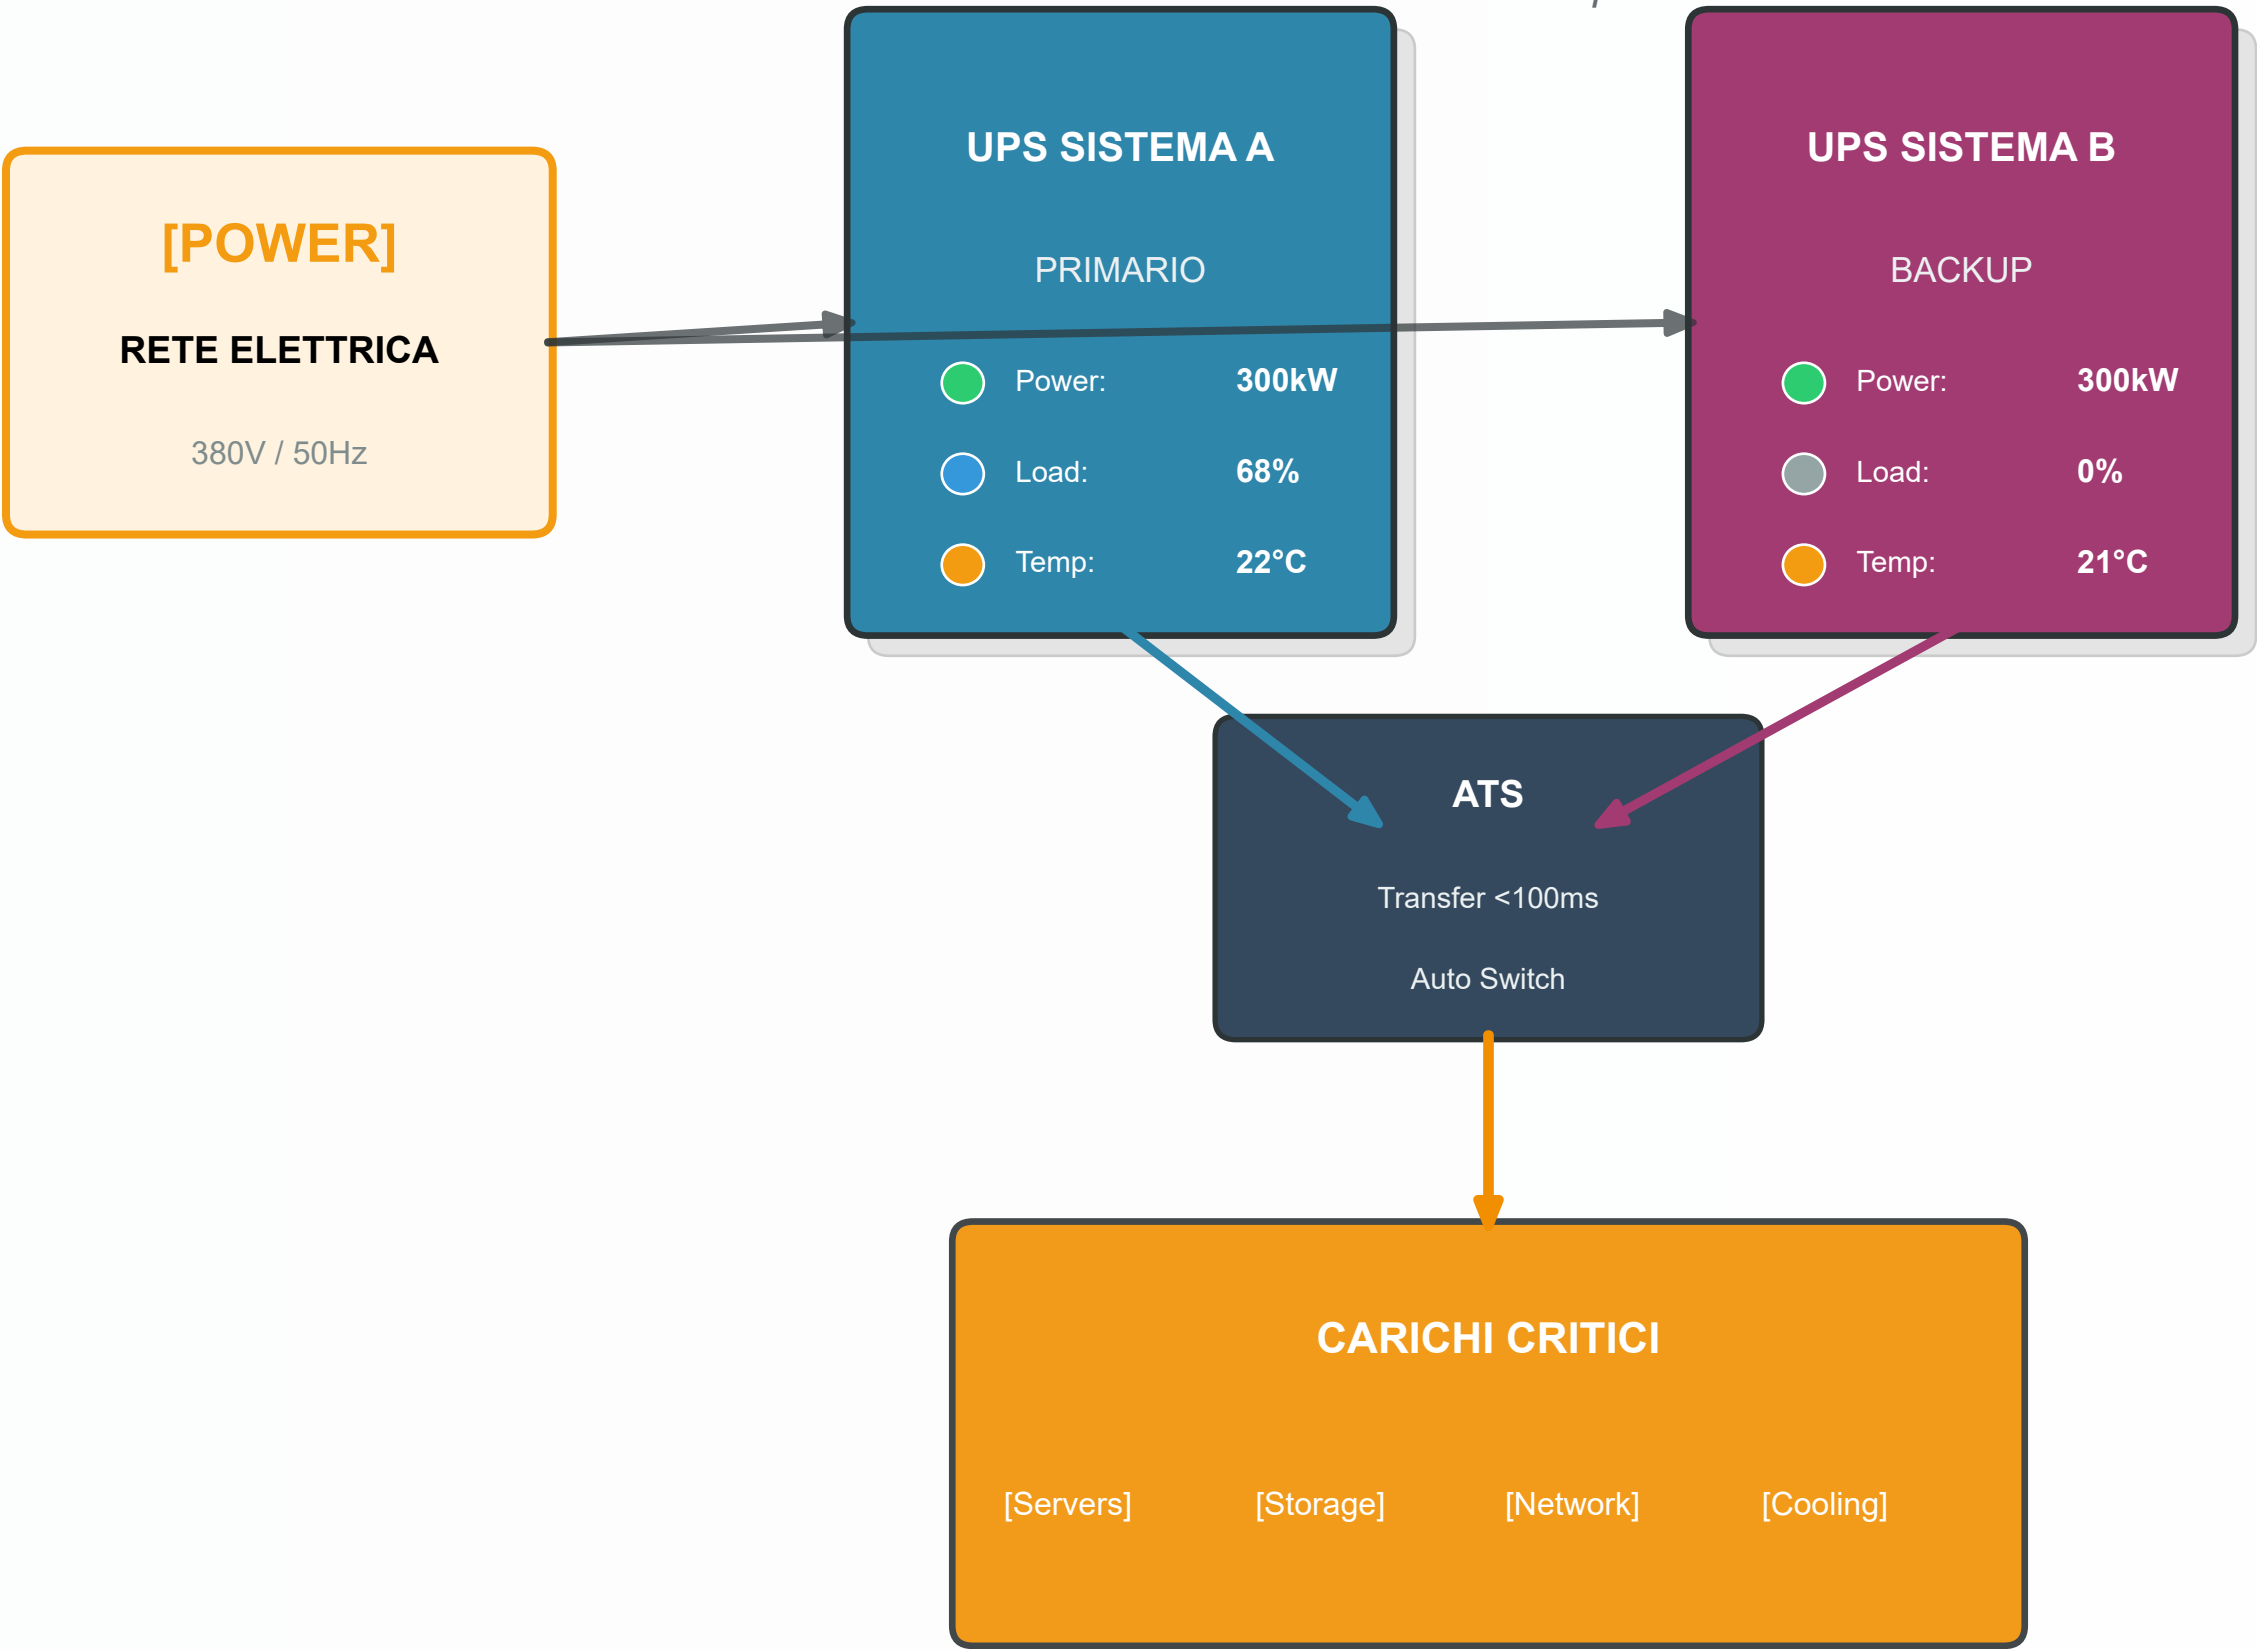 [POWER]
RETE ELETTRICA
380V / 50Hz
UPS SISTEMA A
PRIMARIO
Power: 300kW
Load: 68%
Temp: 22°C
UPS SISTEMA B
BACKUP
Power: 300kW
Load: 0%
Temp: 21°C
ATS
Transfer <100ms
Auto Switch
CARICHI CRITICI
[Servers] [Storage] [Network] [Cooling]